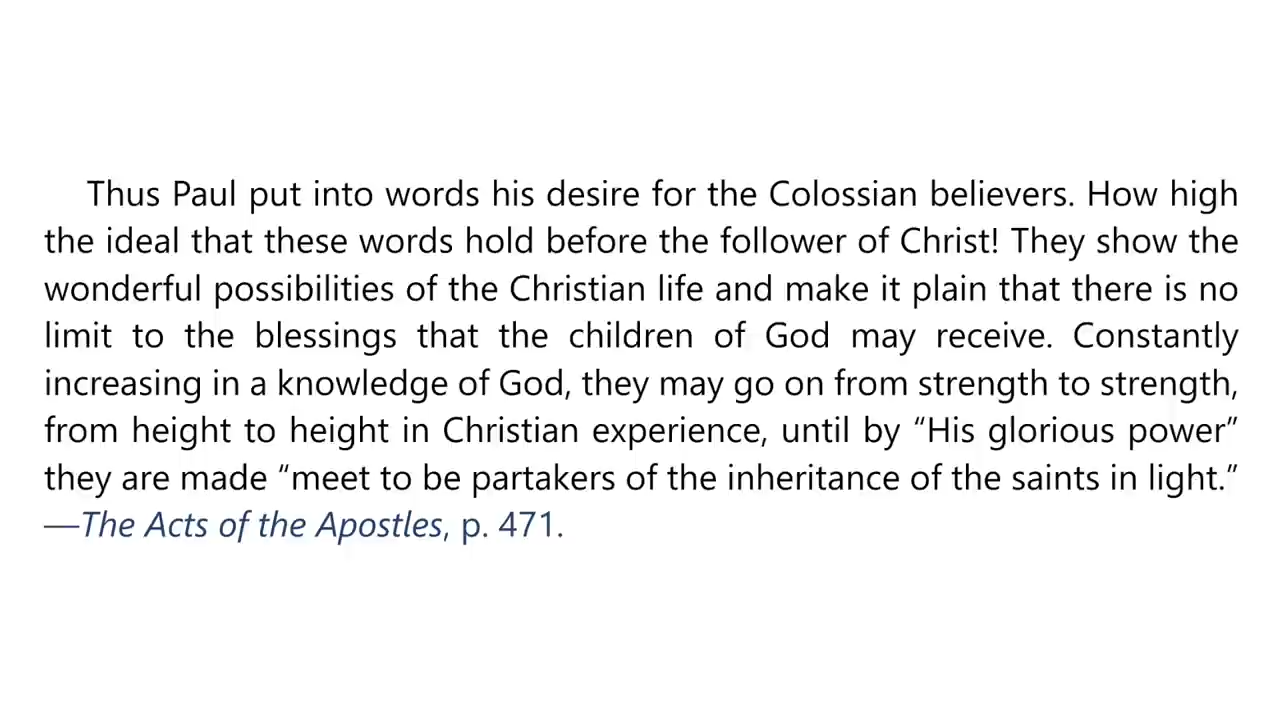 Thus Paul put into words his desire for the Colossian believers. How high
the ideal that these words hold before the follower of Christ! They show the
wonderful possibilities of the Christian life and make it plain that there is no
limit to the blessings that the children of God may receive. Constantly
increasing in a knowledge of God, they may go on from strength to strength,
from height to height in Christian experience, until by “His glorious power”
they are made “meet to be partakers of the inheritance of the saints in light.”
—The Acts of the Apostles, p. 471.